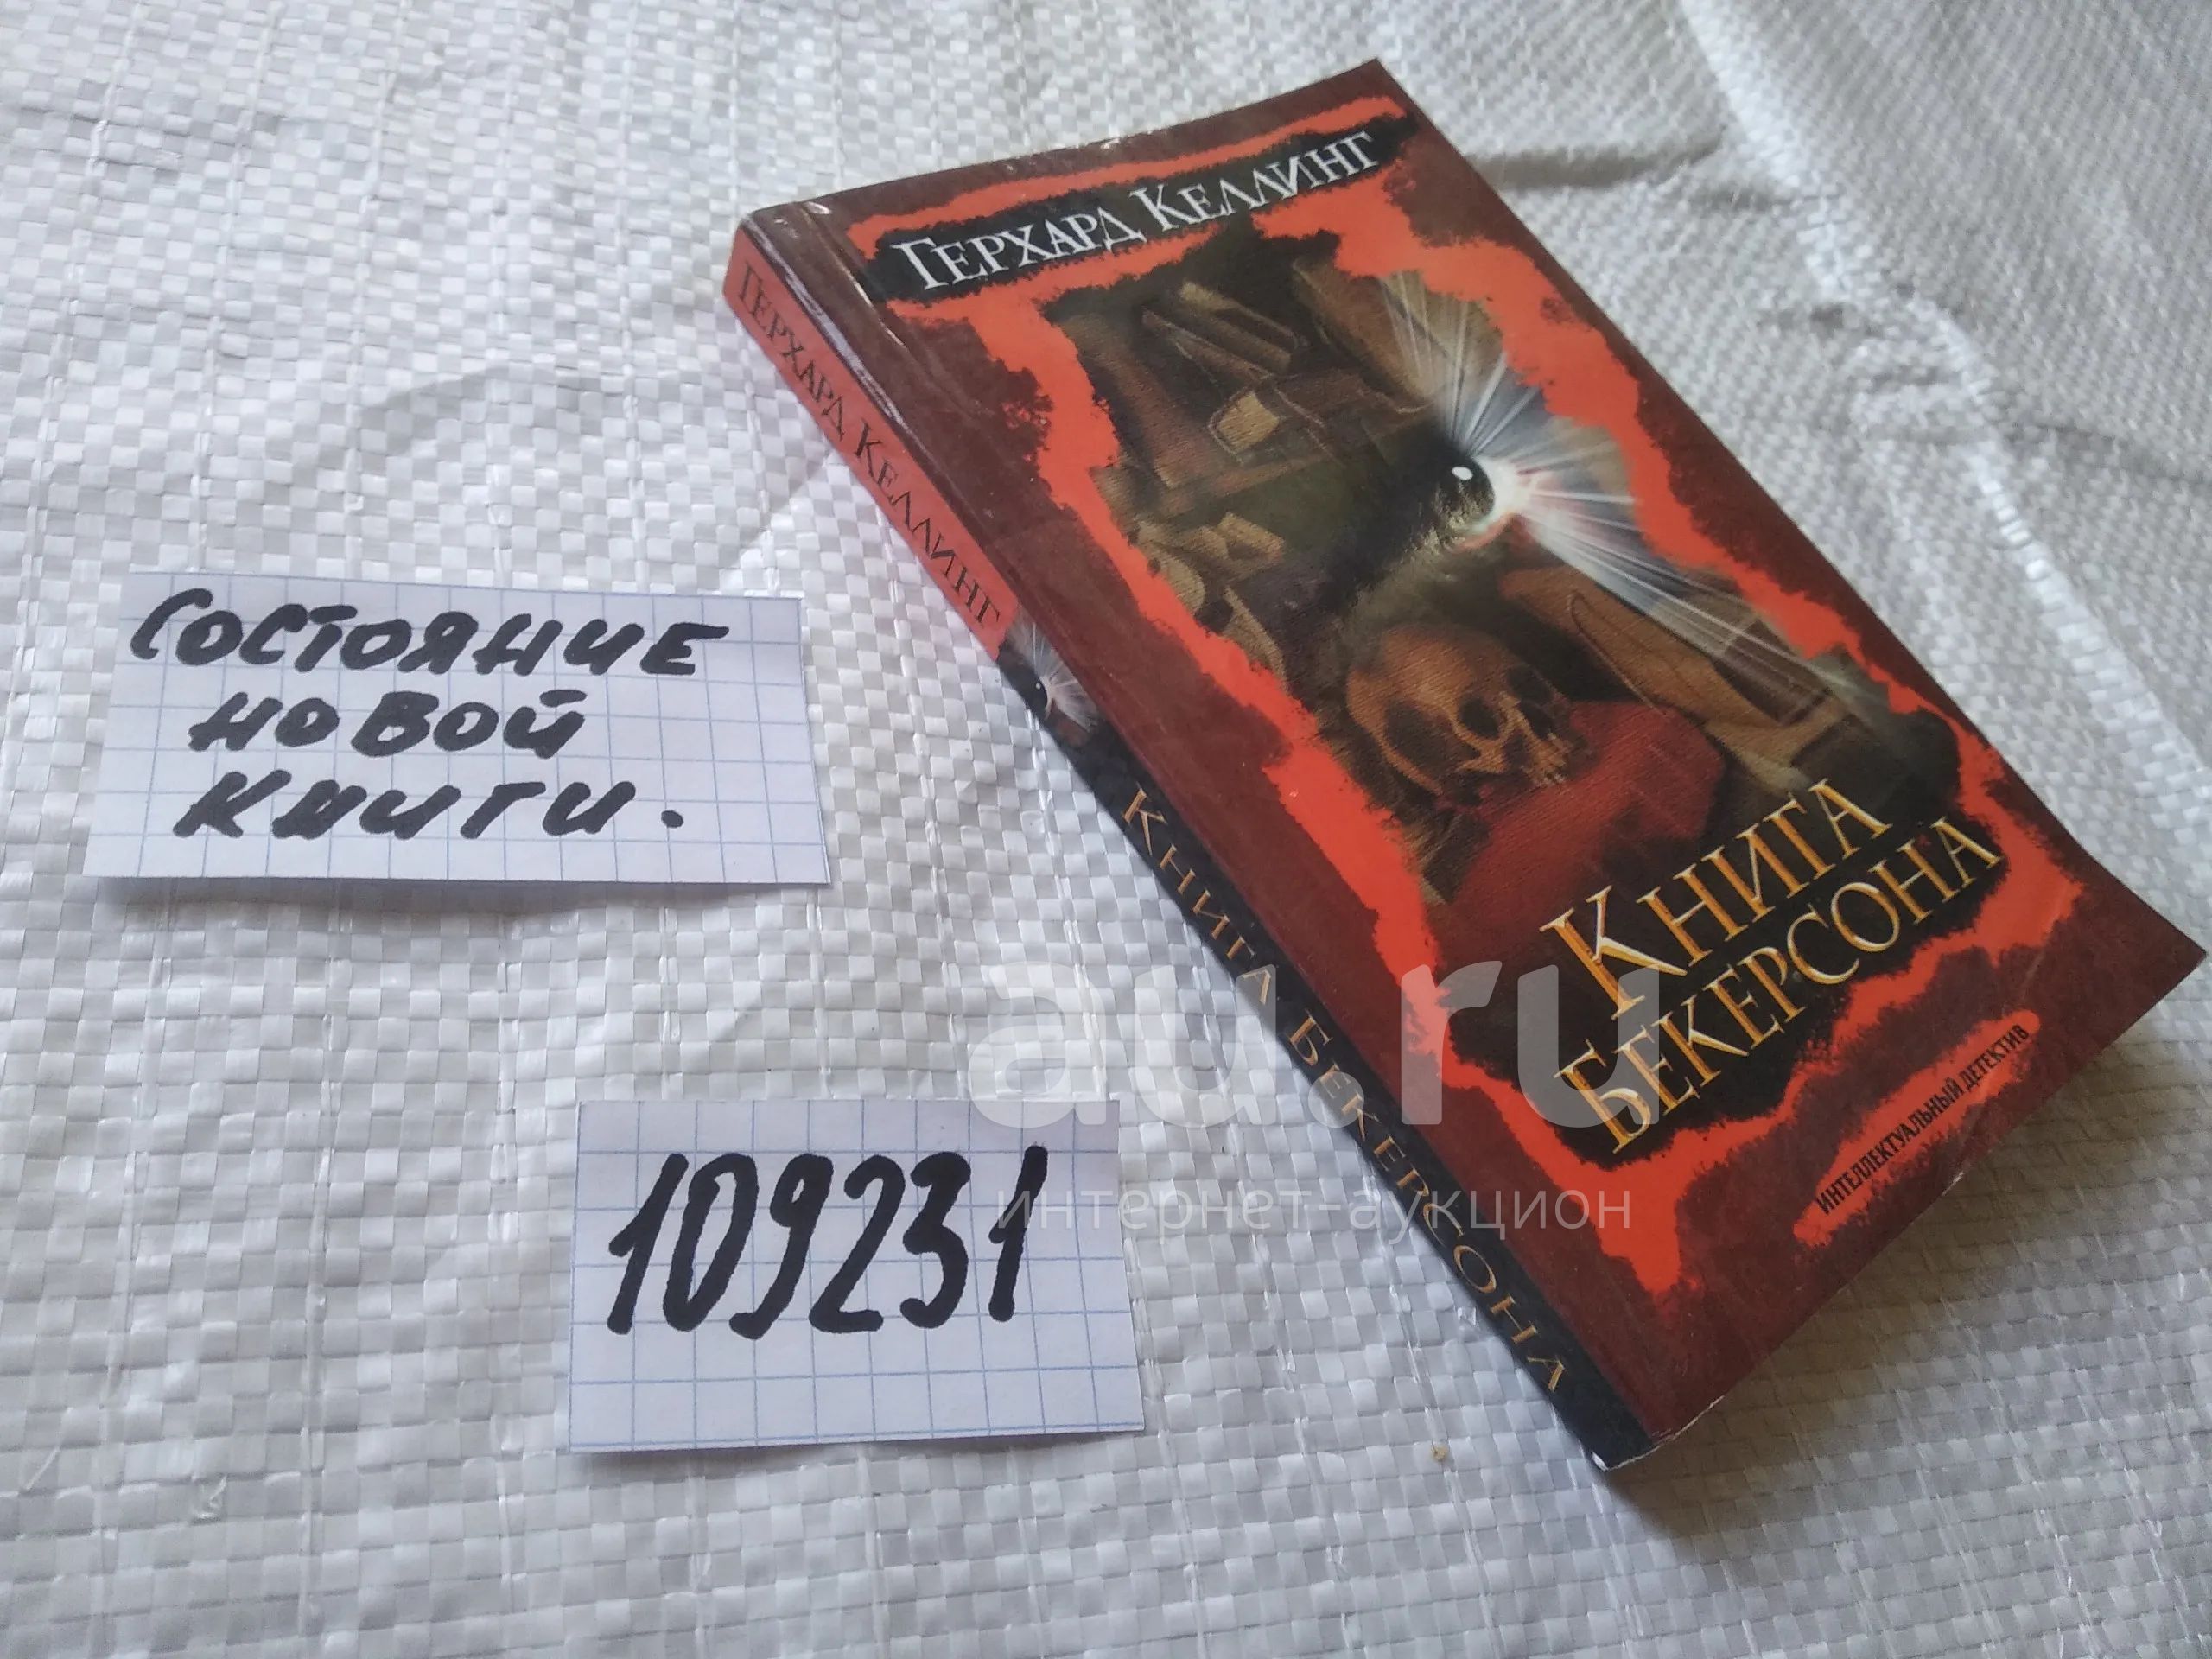 Герхард Келлинг
Книга
Бекерсона
ИНТЕЛЛЕКТУАЛЬНЫЙ ДЕТЕКТИВ
Герхард Келлинг
Книга Бекерсона
СОСТОЯНИЕ
НОВОЙ
КНИГИ.
109231
au.ru
интернет-аукцион